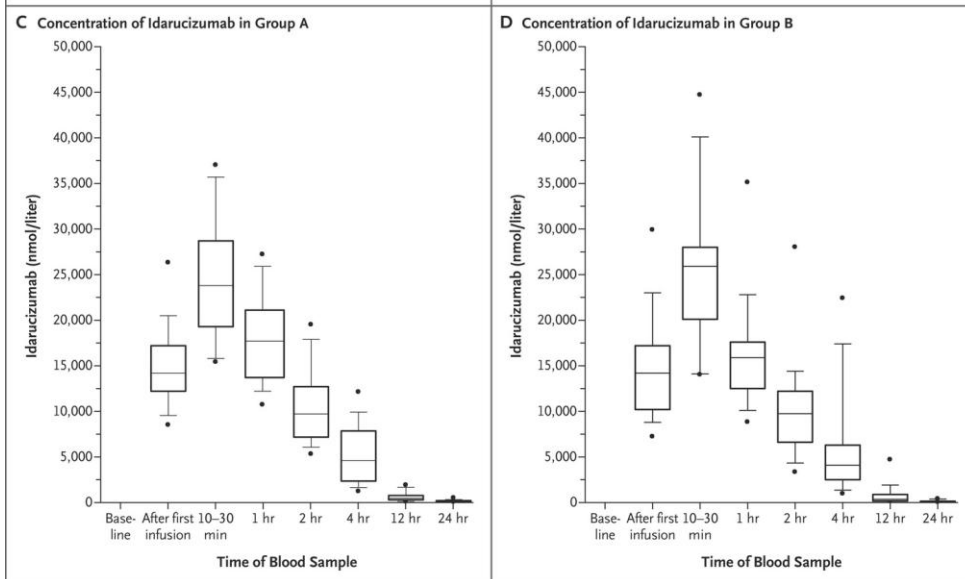 C Concentration of Idarucizumab in Group A
50,000
45,000
40,000
35,000
30,000
25,000
20,000
15,000
10,000
5,000
0
Idarucizumab (nmol/liter)
Base-
line
After first
infusion
10–30
min
1 hr
2 hr
4 hr
12 hr
24 hr
Time of Blood Sample
D Concentration of Idarucizumab in Group B
50,000
45,000
40,000
35,000
30,000
25,000
20,000
15,000
10,000
5,000
0
Idarucizumab (nmol/liter)
Base-
line
After first
infusion
10–30
min
1 hr
2 hr
4 hr
12 hr
24 hr
Time of Blood Sample